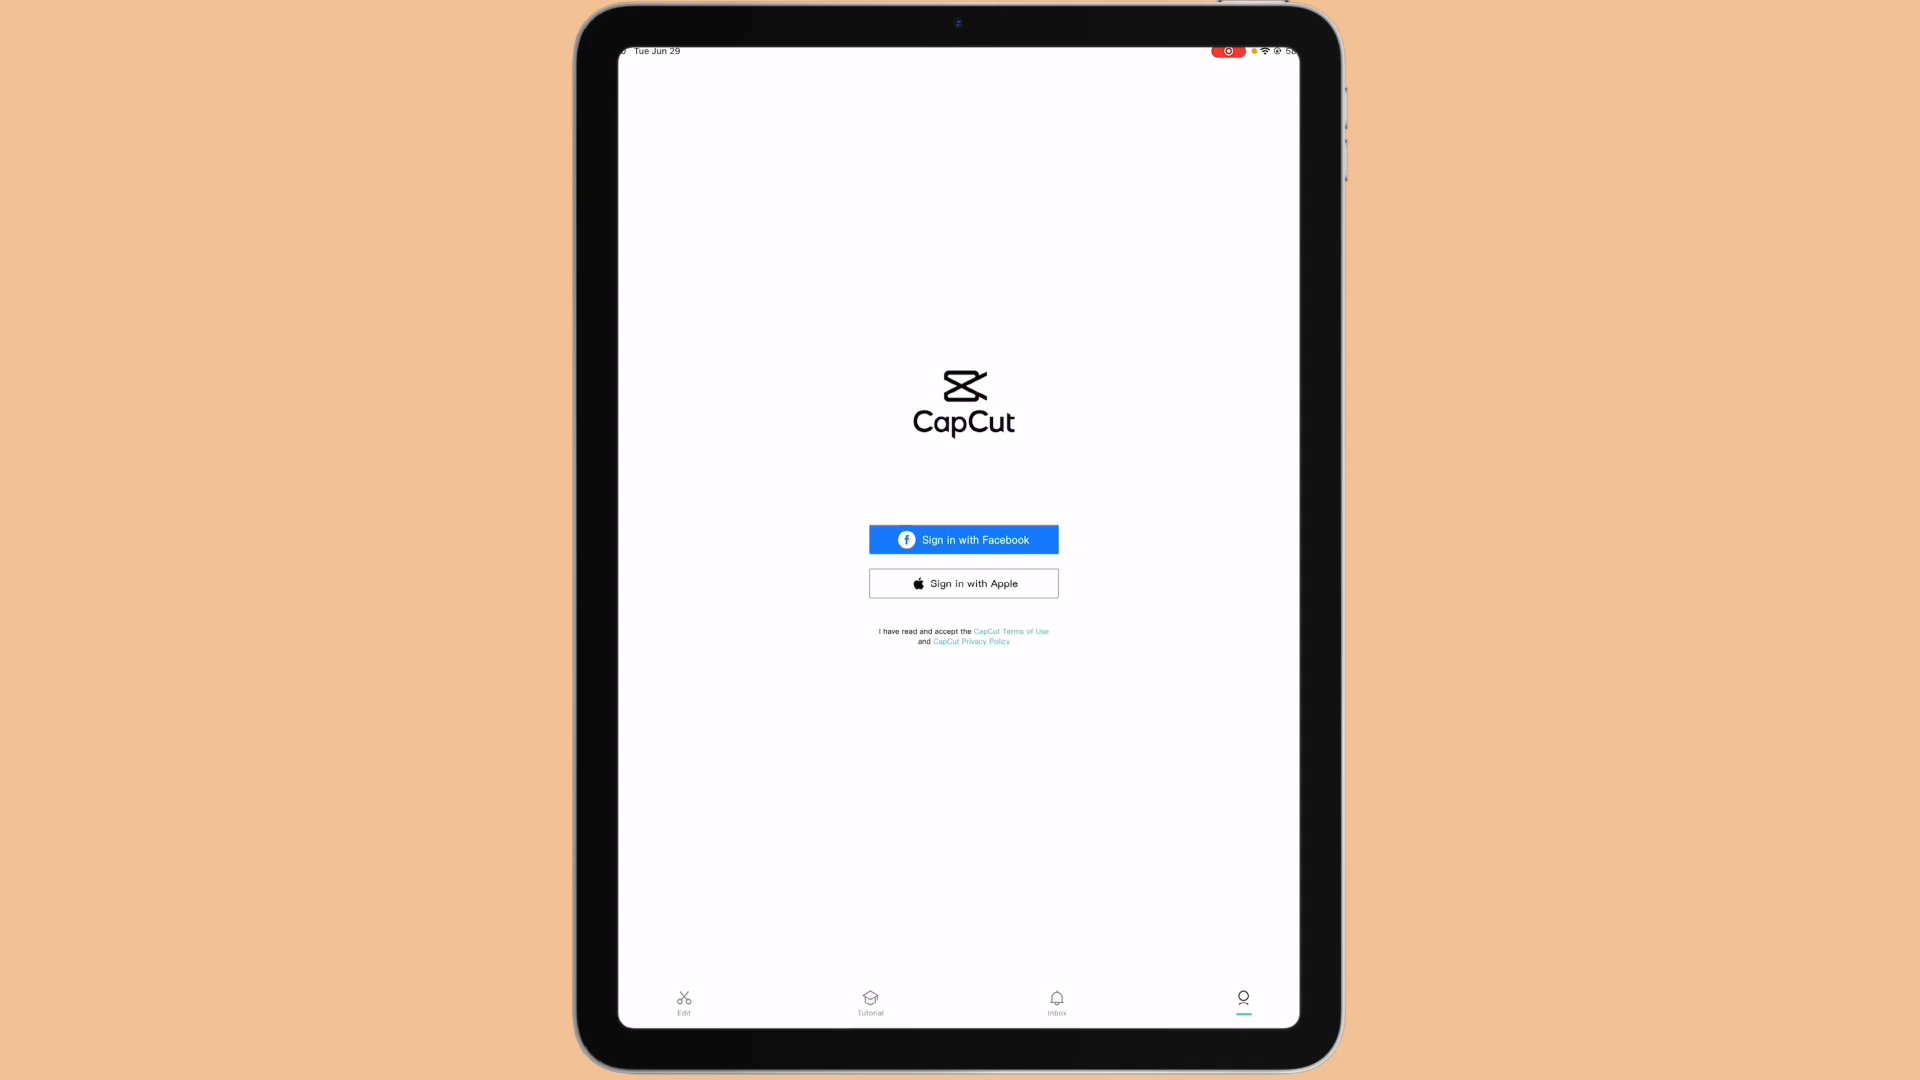 Tue Jun 29
CapCut
Sign in with Facebook
Sign in with Apple
I have read and accept the CapCut Terms of Use
and CapCut Privacy Policy
Edit
Tutorial
Inbox